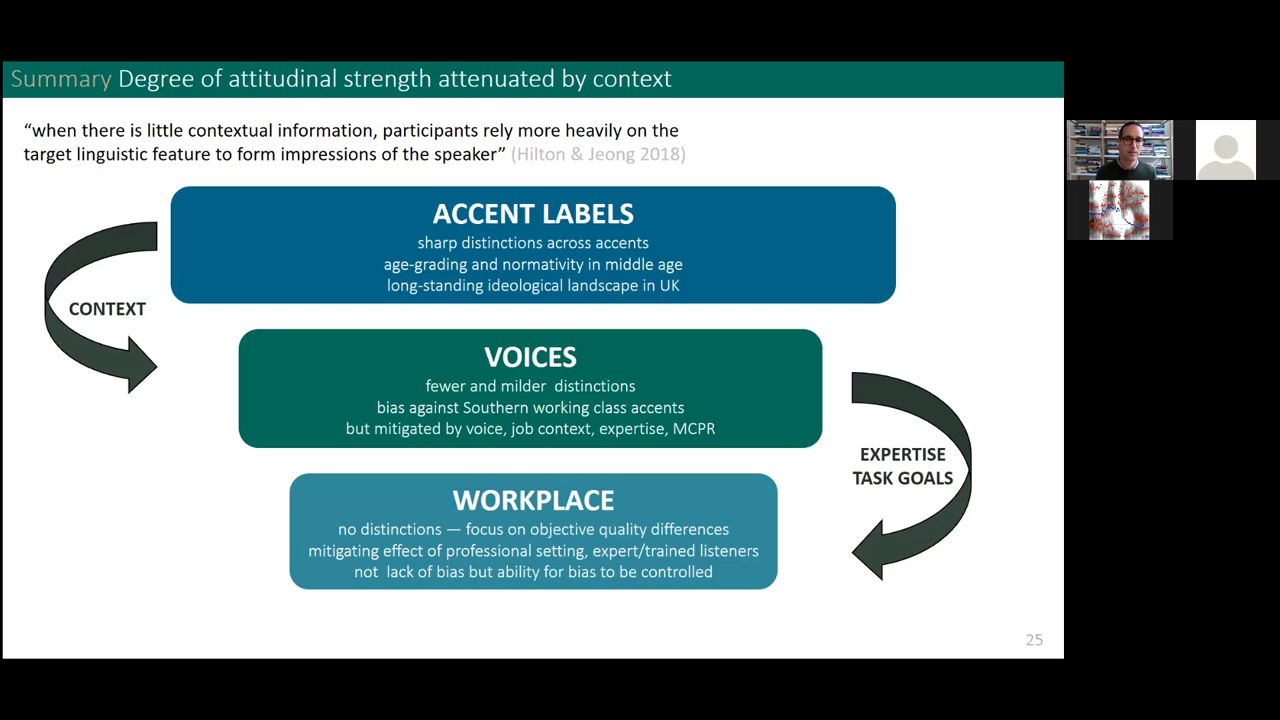 Summary Degree of attitudinal strength attenuated by context
“when there is little contextual information, participants rely more heavily on the
target linguistic feature to form impressions of the speaker” (Hilton & Jeong 2018)
ACCENT LABELS
sharp distinctions across accents
age-grading and normativity in middle age
long-standing ideological landscape in UK
CONTEXT
VOICES
fewer and milder distinctions
bias against Southern working class accents
but mitigated by voice, job context, expertise, MCPR
EXPERTISE
TASK GOALS
WORKPLACE
no distinctions — focus on objective quality differences
mitigating effect of professional setting, expert/trained listeners
not lack of bias but ability for bias to be controlled
25